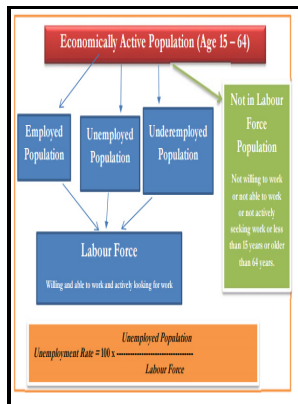 Economically Active Population (Age 15 – 64)
Employed
Population
Unemployed
Population
Underemployed
Population
Not in Labour
Force
Population
Not willing to work
or not able to work
or not actively
seeking work or less
than 15 years or older
than 64 years.
Labour Force
Willing and able to work and actively looking for work
Unemployed Population
Unemployment Rate = 100 x ----------------------------------
Labour Force